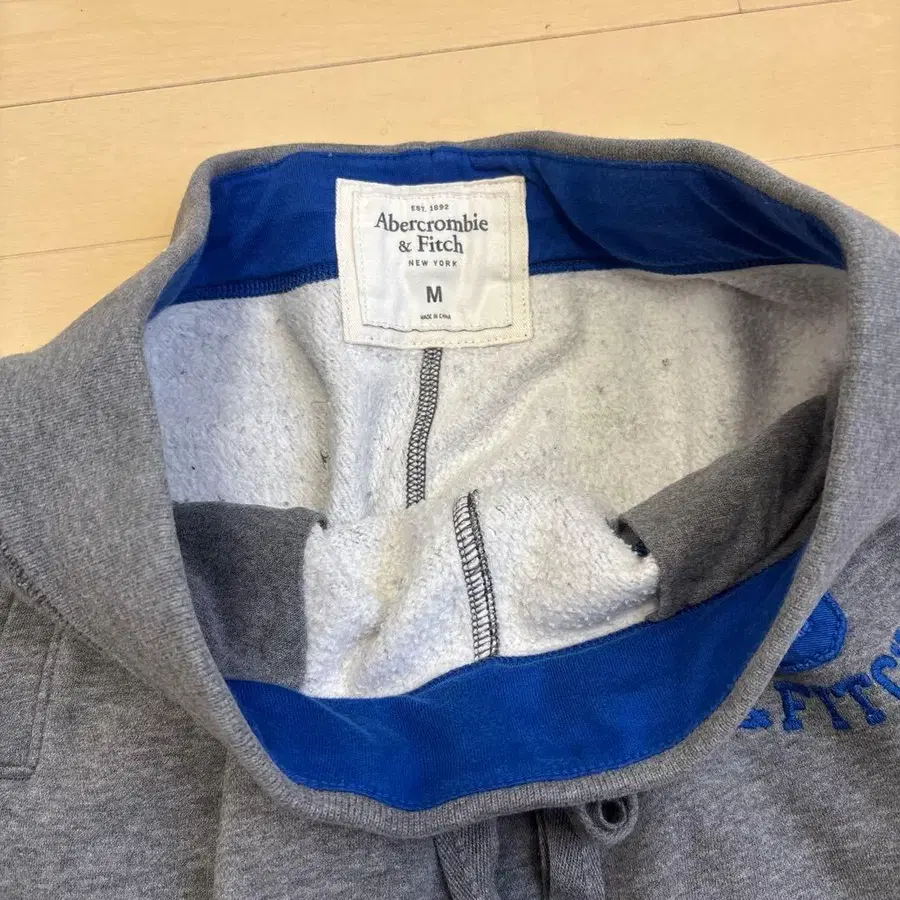 EST. 1892
Abercrombie
& Fitch
NEW YORK
M
MADE IN CHINA
& FITC